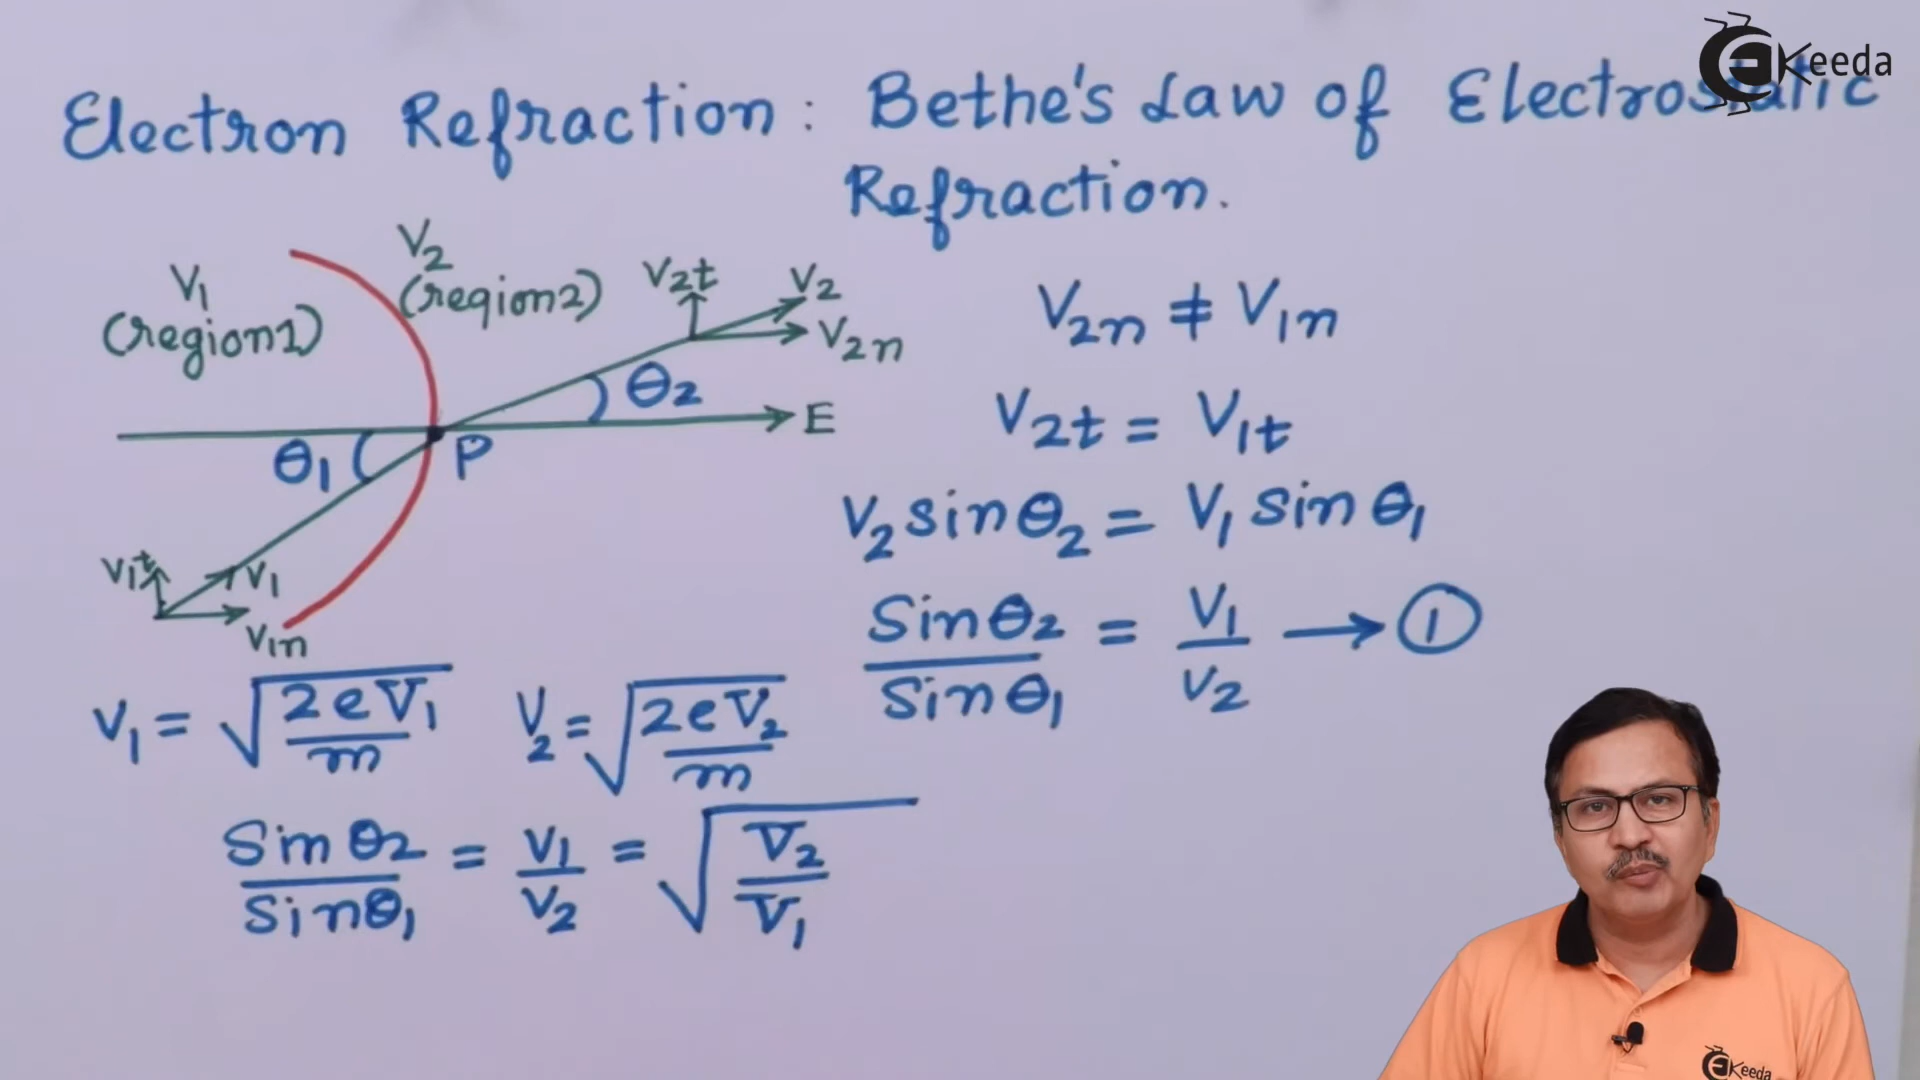 EKeeda
Electron Refraction: Bethe's Law of Electrostatic
Refraction.
V1
(region1)
V2
(region2)
V2t
V2
V2n
θ2
E
θ1
P
V1t
V1
V1n
V2n ≠ V1n
V2t = V1t
V2 sin θ2 = V1 sin θ1
Sin θ2 / Sin θ1 = V1 / V2 → ①
V1 = √(2eV1 / m) V2 = √(2eV2 / m)
Sin θ2 / Sin θ1 = V1 / V2 = √(V2 / V1)
EKeeda